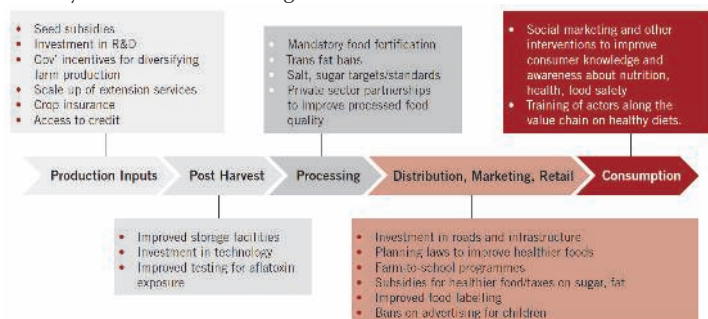 Seed subsidies
Investment in R&D
Gov' incentives for diversifying
farm production
Scale up of extension services
Crop insurance
Access to credit
Mandatory food fortification
Trans fat bans
Salt, sugar targets/standards
Private sector partnerships
to improve processed food
quality
Social marketing and other
interventions to improve
consumer knowledge and
awareness about nutrition,
health, food safety
Training of actors along the
value chain on healthy diets.
Production Inputs
Post Harvest
Processing
Distribution, Marketing, Retail
Consumption
Improved storage facilities
Investment in technology
Improved testing for aflatoxin
exposure
Investment in roads and infrastructure
Planning laws to improve healthier foods
Farm-to-school programmes
Subsidies for healthier food/taxes on sugar, fat
Improved food labelling
Bans on advertising for children